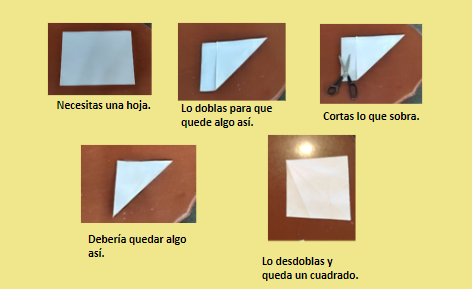 Necesitas una hoja.
Lo doblas para que
quede algo así.
Cortas lo que sobra.
Debería quedar algo
así.
Lo desdoblas y
queda un cuadrado.